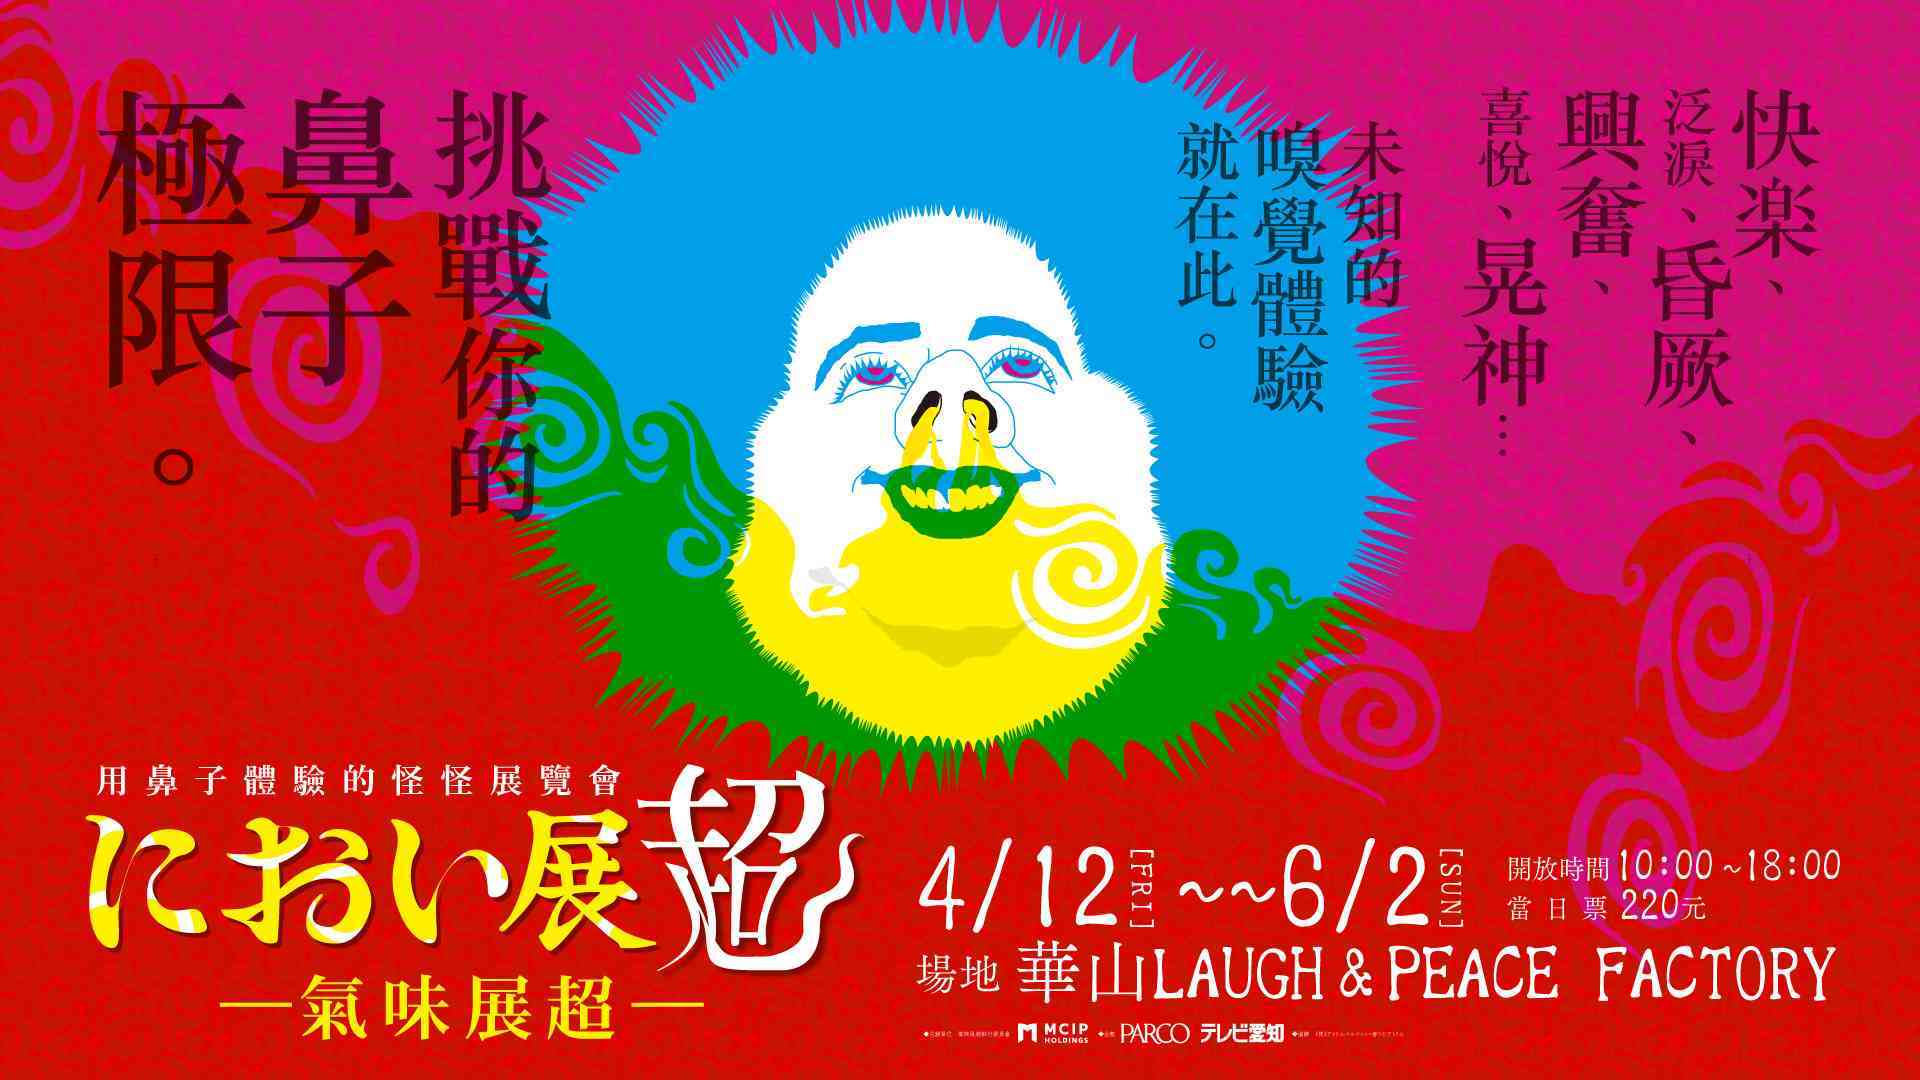 快楽、
泛淚、昏厥、
興奮、
喜悅、晃神…
未知的
嗅覺體驗
就在此。
挑戰你的
鼻子
極限。
用鼻子體驗的怪怪展覽會
におい展 超
—氣味展超—
4/12 [FRI] ~~6/2 [SUN]
開放時間 10:00 ~18:00
當日票 220元
場地 華山LAUGH & PEACE FACTORY
MCIP HOLDINGS PARCO テレビ愛知